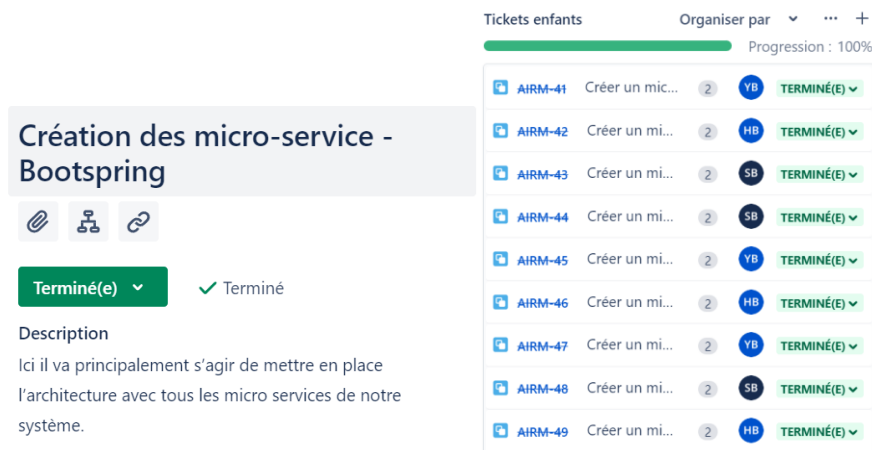 Création des micro-service -
Bootspring
Terminé(e)
Terminé
Description
Ici il va principalement s’agir de mettre en place
l’architecture avec tous les micro services de notre
système.
Tickets enfants Organiser par ... +
Progression : 100%
AIRM-41 Créer un mic... 2 YB TERMINÉ(E)
AIRM-42 Créer un mi... 2 HB TERMINÉ(E)
AIRM-43 Créer un mi... 2 SB TERMINÉ(E)
AIRM-44 Créer un mi... 2 SB TERMINÉ(E)
AIRM-45 Créer un mi... 2 YB TERMINÉ(E)
AIRM-46 Créer un mi... 2 HB TERMINÉ(E)
AIRM-47 Créer un mi... 2 YB TERMINÉ(E)
AIRM-48 Créer un mi... 2 SB TERMINÉ(E)
AIRM-49 Créer un mi... 2 HB TERMINÉ(E)